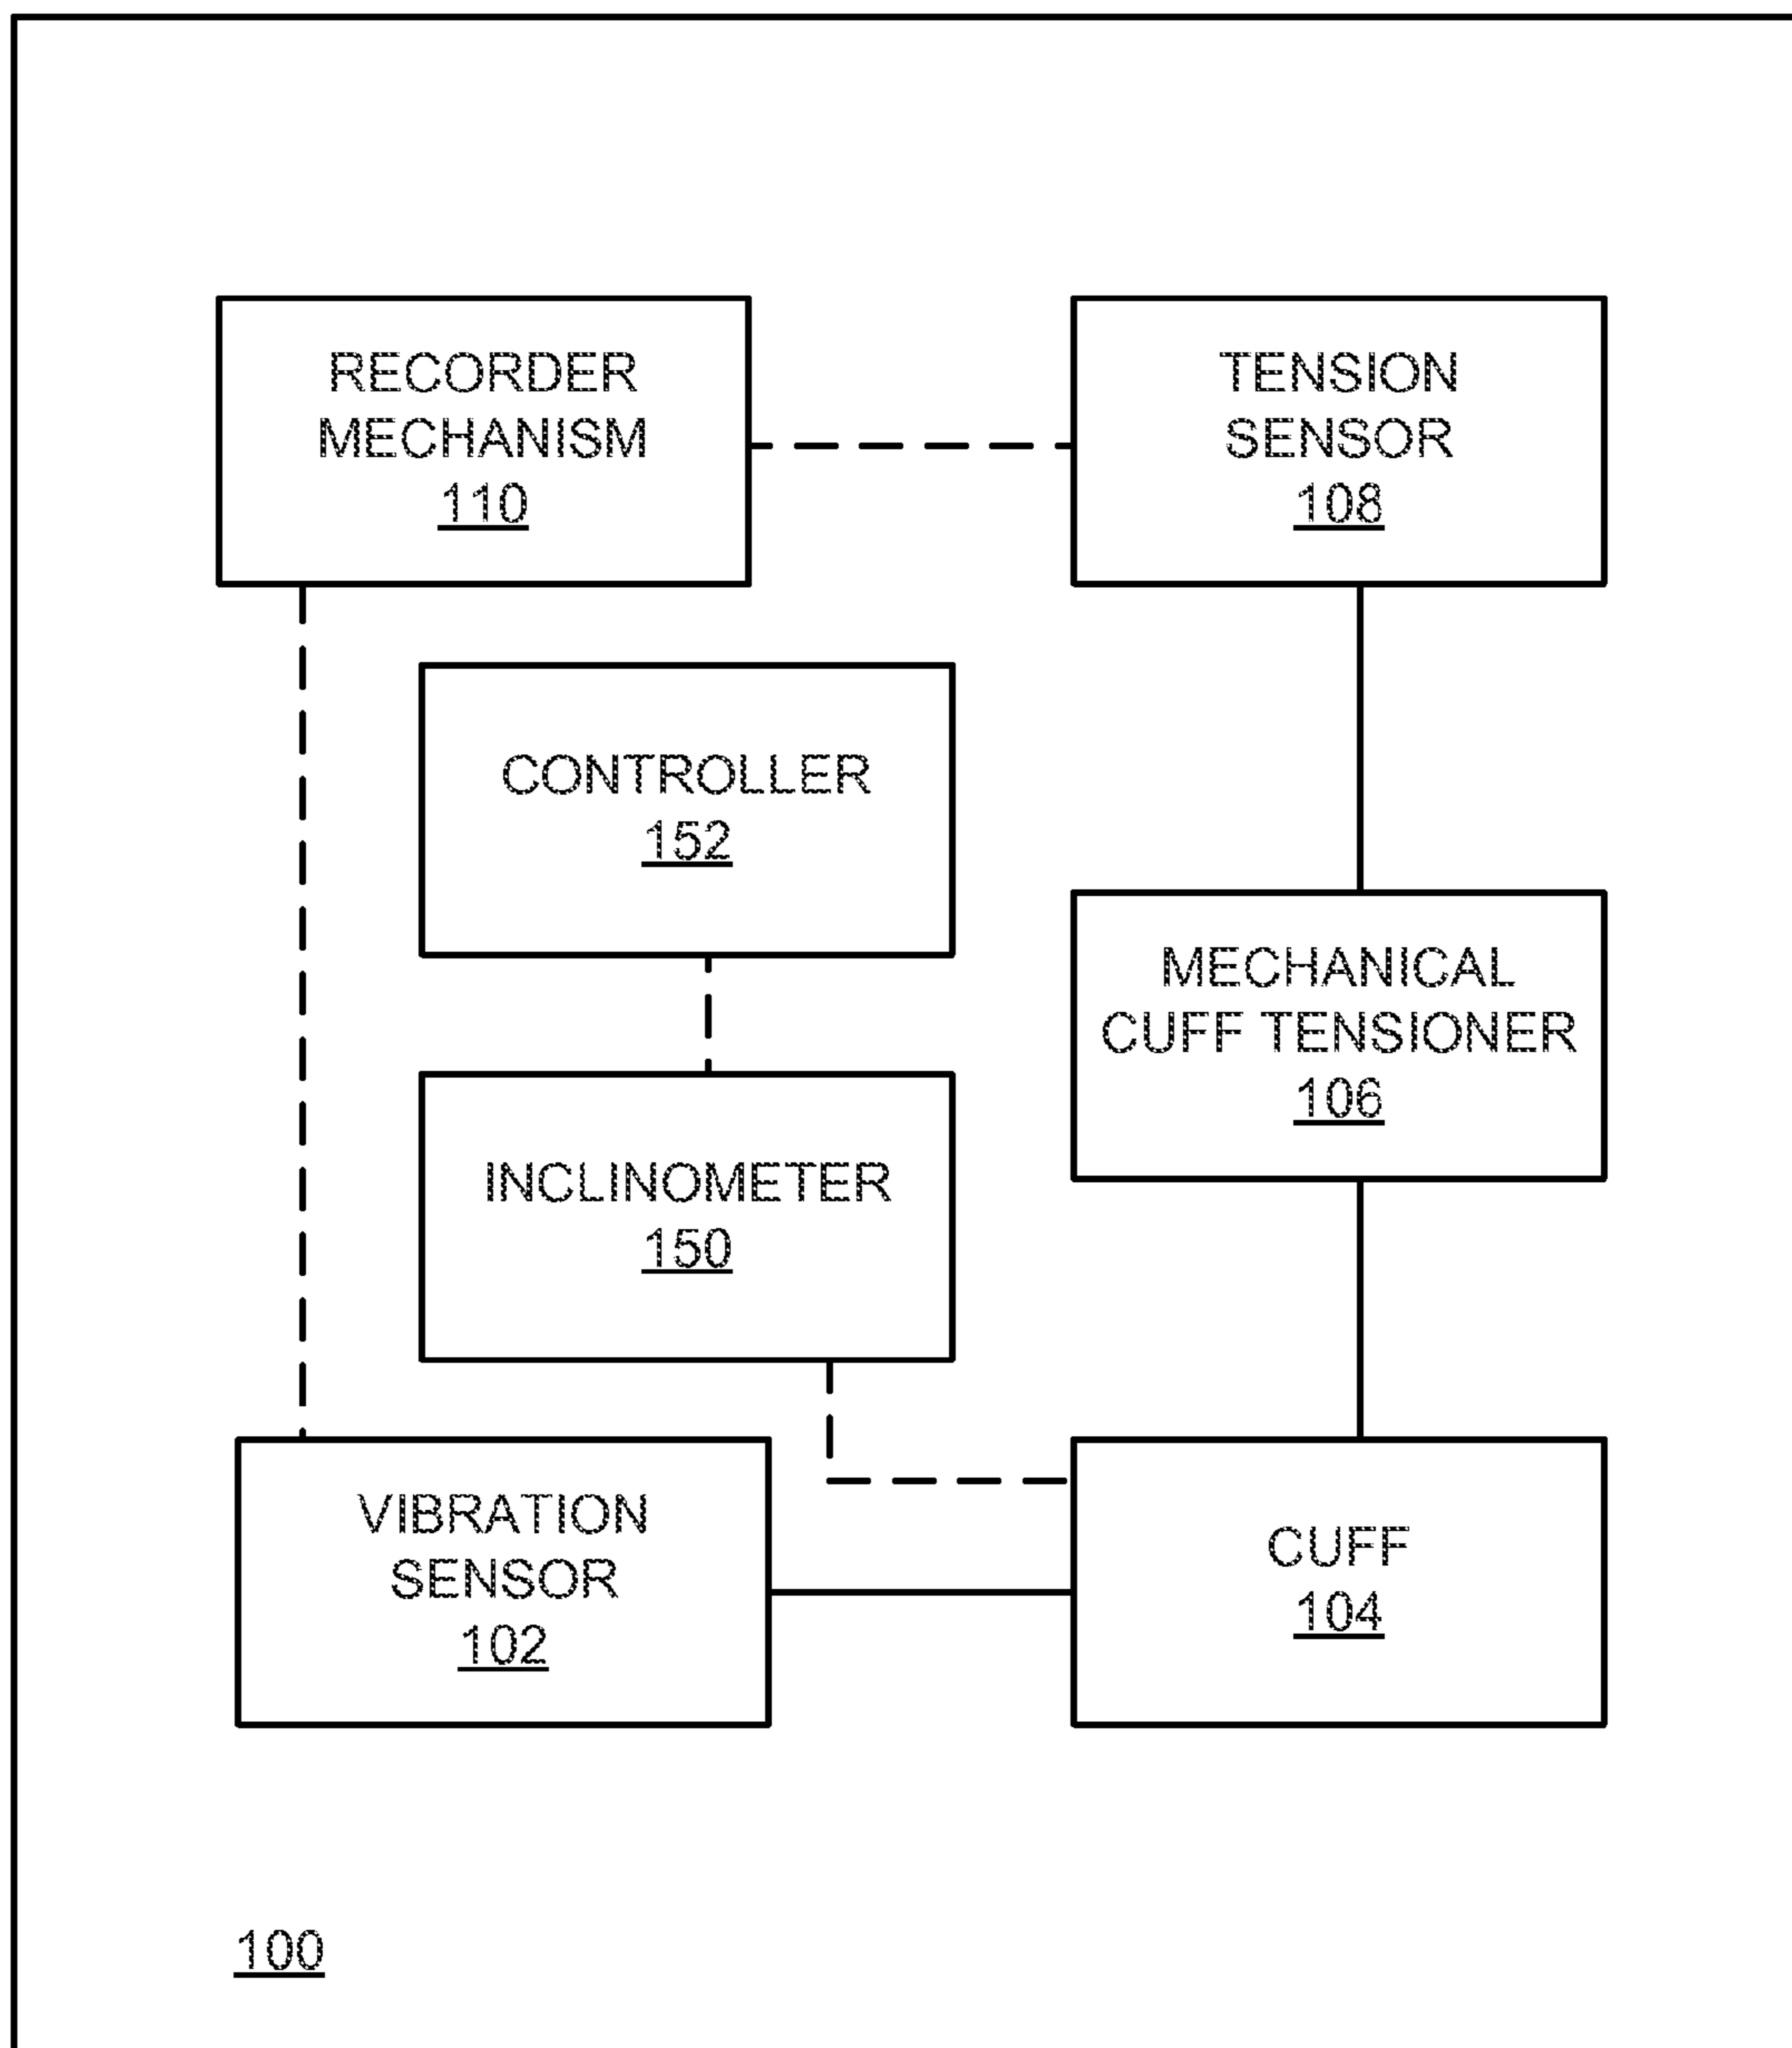 RECORDER
MECHANISM
110
TENSION
SENSOR
108
CONTROLLER
152
MECHANICAL
CUFF TENSIONER
106
INCLINOMETER
150
VIBRATION
SENSOR
102
CUFF
104
100